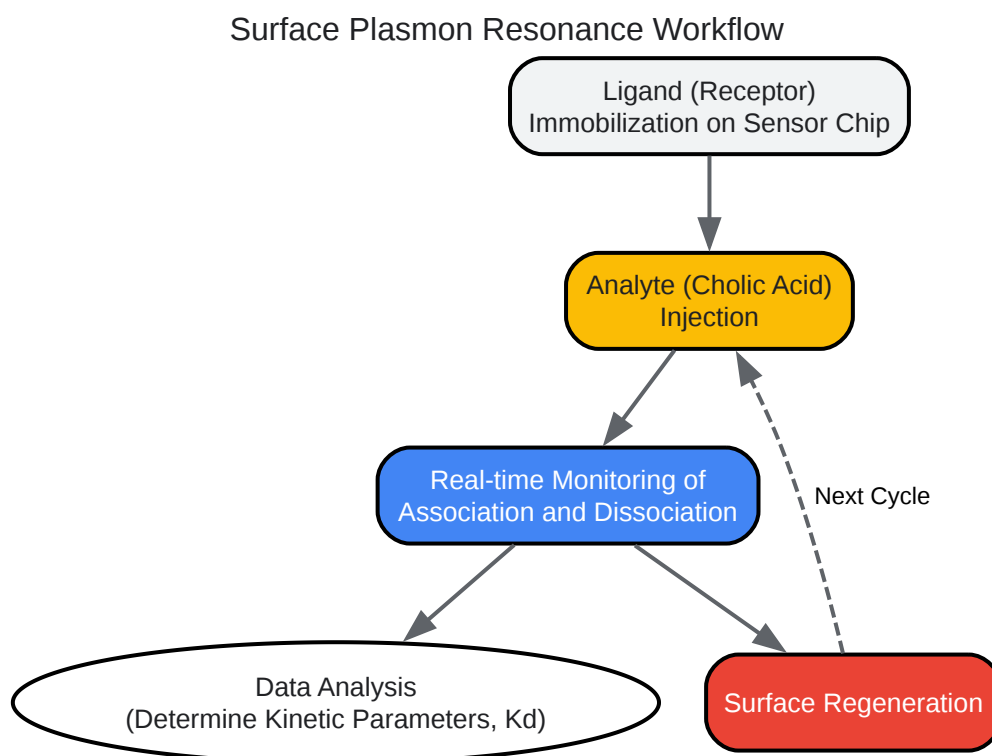 Surface Plasmon Resonance Workflow
Ligand (Receptor)
Immobilization on Sensor Chip
Analyte (Cholic Acid)
Injection
Real-time Monitoring of
Association and Dissociation
Next Cycle
Data Analysis
(Determine Kinetic Parameters, Kd)
Surface Regeneration